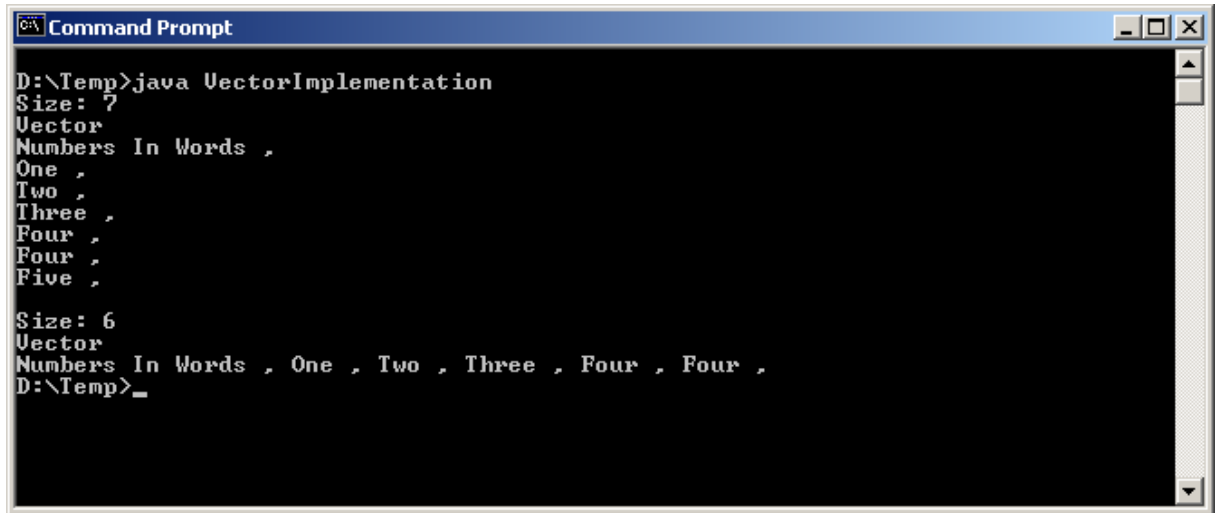 Command Prompt
D:\Temp>java VectorImplementation
Size: 7
Vector
Numbers In Words ,
One ,
Two ,
Three ,
Four ,
Four ,
Five ,
Size: 6
Vector
Numbers In Words , One , Two , Three , Four , Four ,
D:\Temp>_